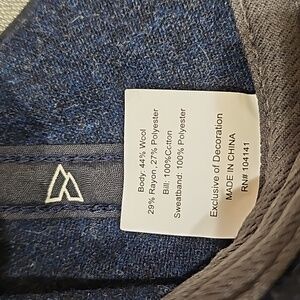 Body: 44% Wool
29% Rayon ,27% Polyester
Bill: 100%Cotton
Sweatband: 100% Polyester
Exclusive of Decoration
MADE IN CHINA
RN# 104141